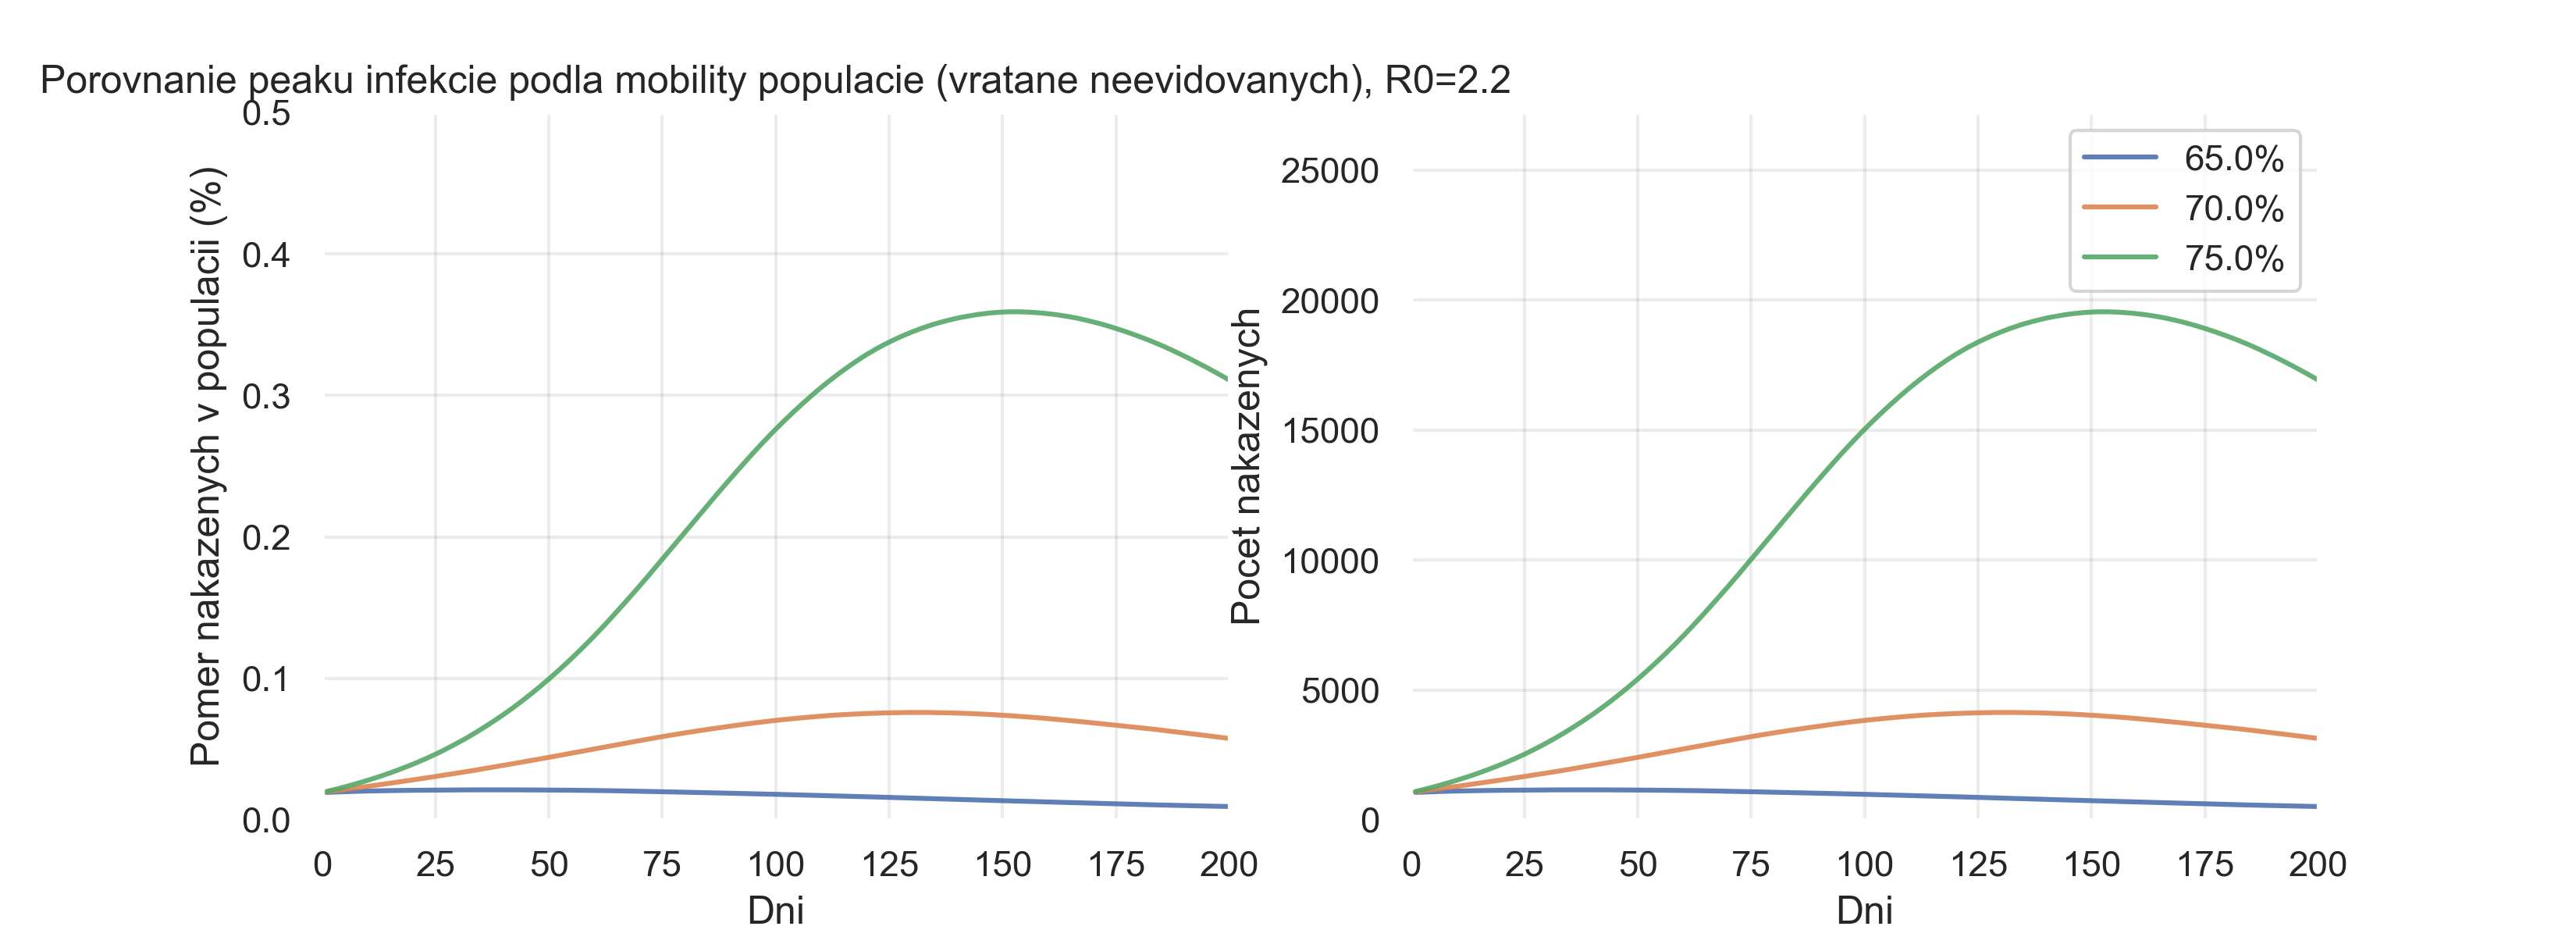 Porovnanie peaku infekcie podla mobility populacie (vratane neevidovanych), R0=2.2
Pomer nakazenych v populacii (%)
0.5
0.4
0.3
0.2
0.1
0.0
0 25 50 75 100 125 150 175 200
Dni
Pocet nakazenych
25000
20000
15000
10000
5000
0
0 25 50 75 100 125 150 175 200
Dni
65.0%
70.0%
75.0%